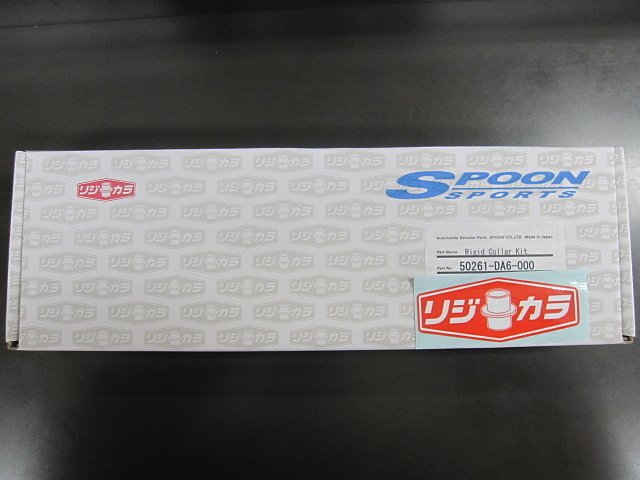 リジカラ
SPOON
SPORTS
Automobile Genuine Parts. SPOON CO.,LTD. Made in Japan
Part Name Rigid Collar Kit
Part No. 50261-DA6-000
リジカラ